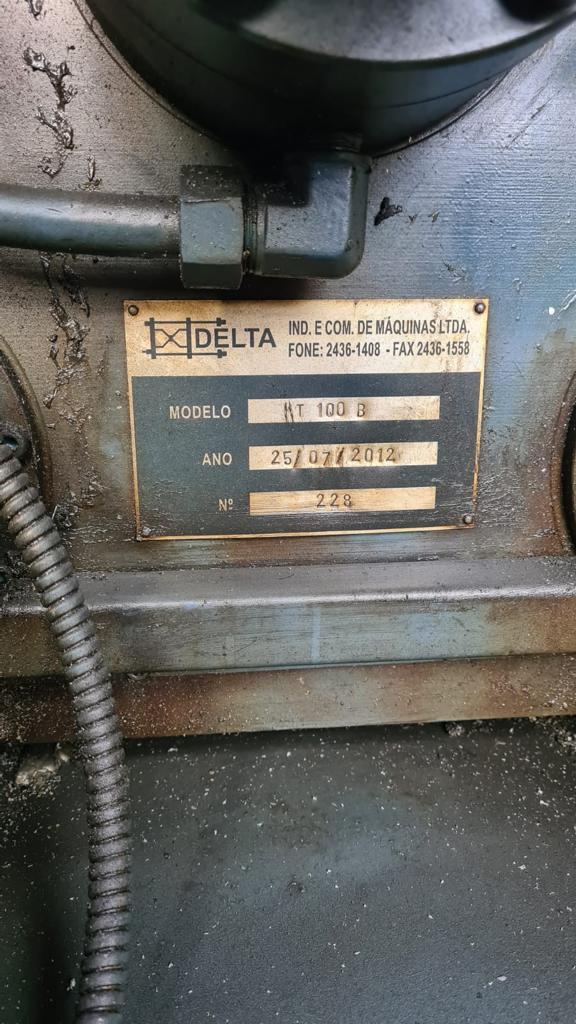 DELTA
IND. E COM. DE MÁQUINAS LTDA.
FONE: 2436-1408 - FAX 2436-1558
MODELO T 100 B
ANO 25/07/2012
Nº 228